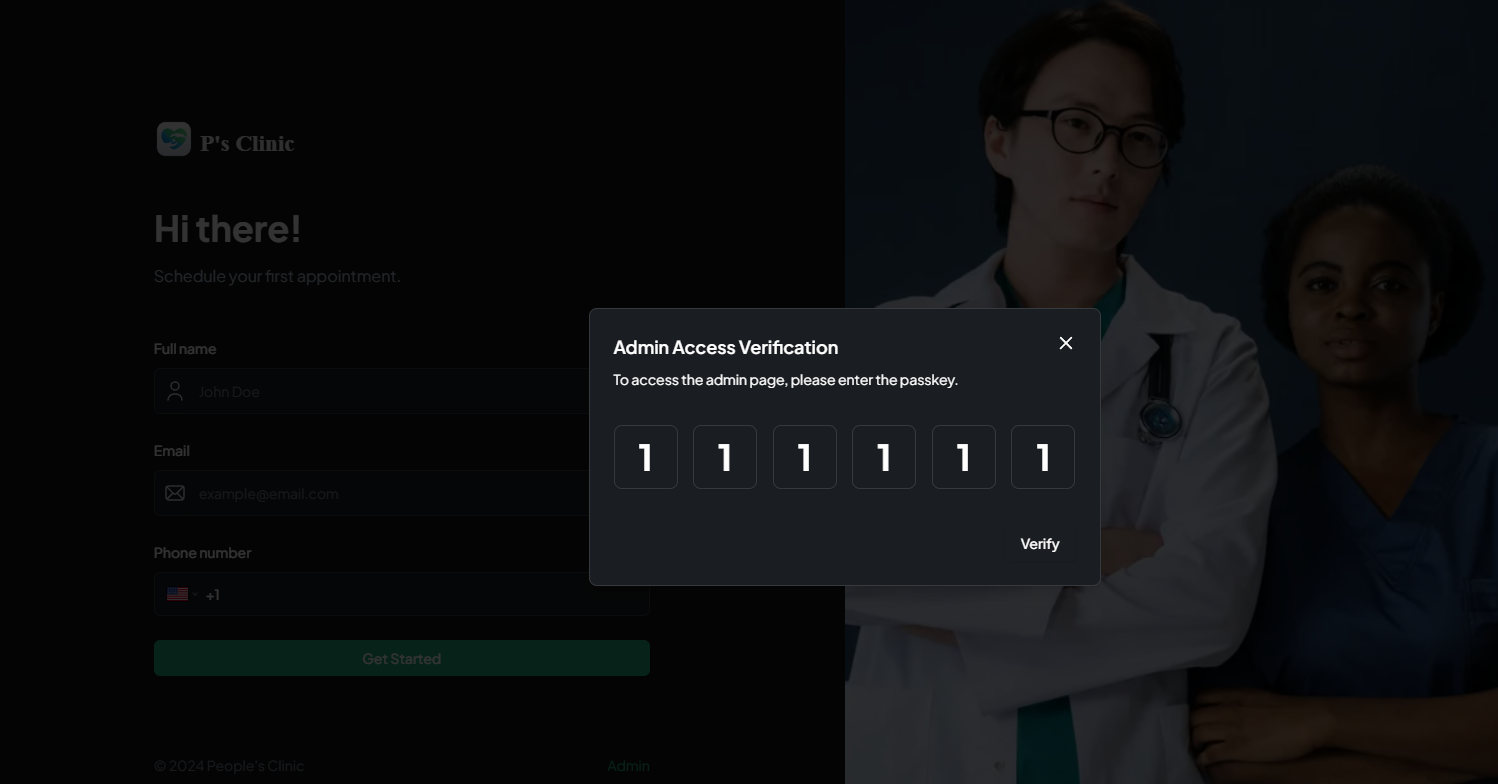 P's Clinic
Hi there!
Schedule your first appointment.
Full name
John Doe
Email
example@email.com
Phone number
+1
Get Started
© 2024 People's Clinic
Admin
Admin Access Verification
To access the admin page, please enter the passkey.
1 1 1 1 1 1
Verify